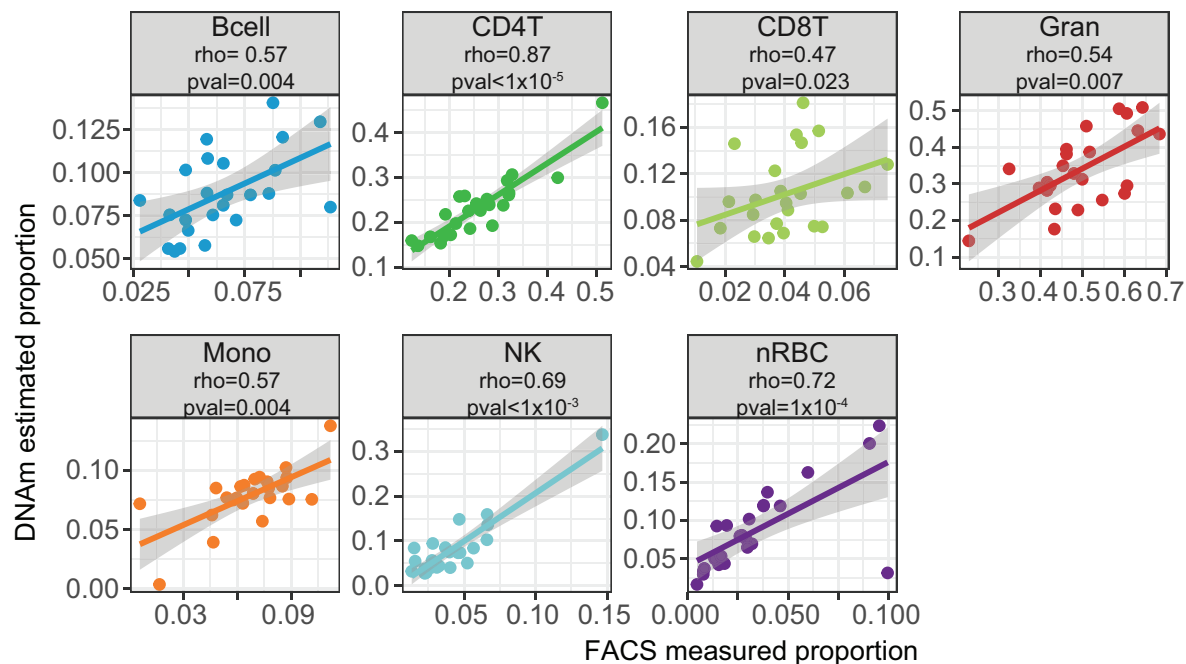 Bcell
rho= 0.57
pval=0.004
CD4T
rho=0.87
pval<1x10⁻⁵
CD8T
rho=0.47
pval=0.023
Gran
rho=0.54
pval=0.007
0.125
0.100
0.075
0.050
0.025 0.075
0.4
0.3
0.2
0.1
0.2 0.3 0.4 0.5
0.16
0.12
0.08
0.04
0.02 0.04 0.06
0.5
0.4
0.3
0.2
0.1
0.3 0.4 0.5 0.6 0.7
DNAm estimated proportion
Mono
rho=0.57
pval=0.004
NK
rho=0.69
pval<1x10⁻³
nRBC
rho=0.72
pval=1x10⁻⁴
0.10
0.05
0.00
0.03 0.09
0.3
0.2
0.1
0.0
0.05 0.10 0.15
0.20
0.15
0.10
0.05
0.000 0.050 0.100
FACS measured proportion